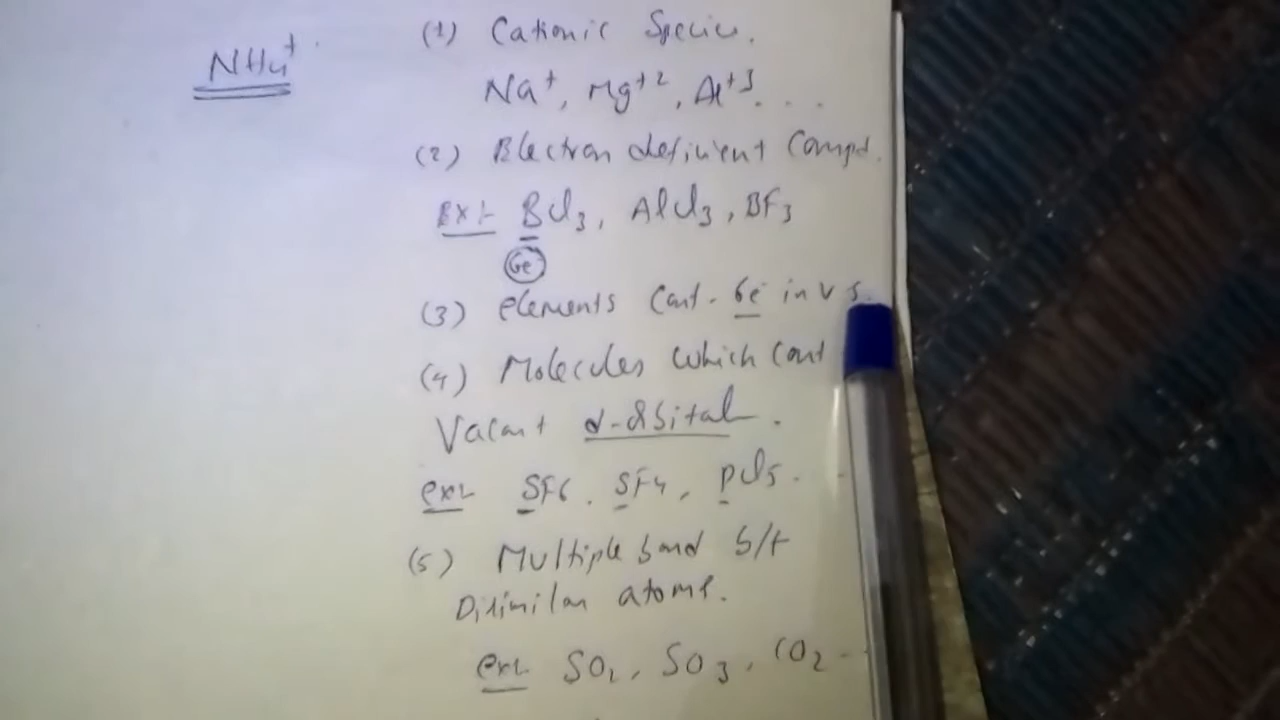 NH4+
(1) Cationic Species.
Na+, Mg+2, Al+3 ...
(2) Electron deficient Compd.
Ex:- BCl3, AlCl3, BF3
6e-
(3) elements Cont. 6e- in V.S.
(4) Molecules which Cont
Vacant d-orbital.
ex:- SF6, SF4, PCl5.
(5) Multiple bond b/t
Disimilar atoms.
ex:- SO2, SO3, CO2 --